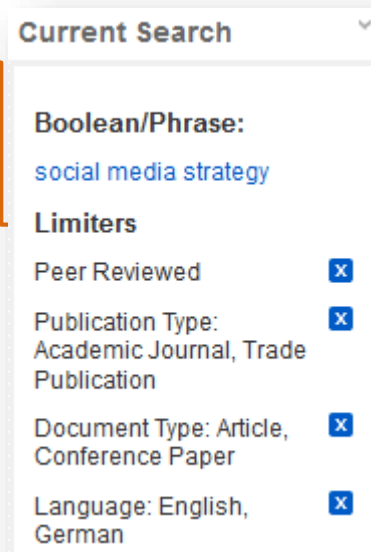 Current Search
Boolean/Phrase:
social media strategy
Limiters
Peer Reviewed
X
Publication Type:
X
Academic Journal, Trade
Publication
Document Type: Article,
X
Conference Paper
Language: English,
X
German